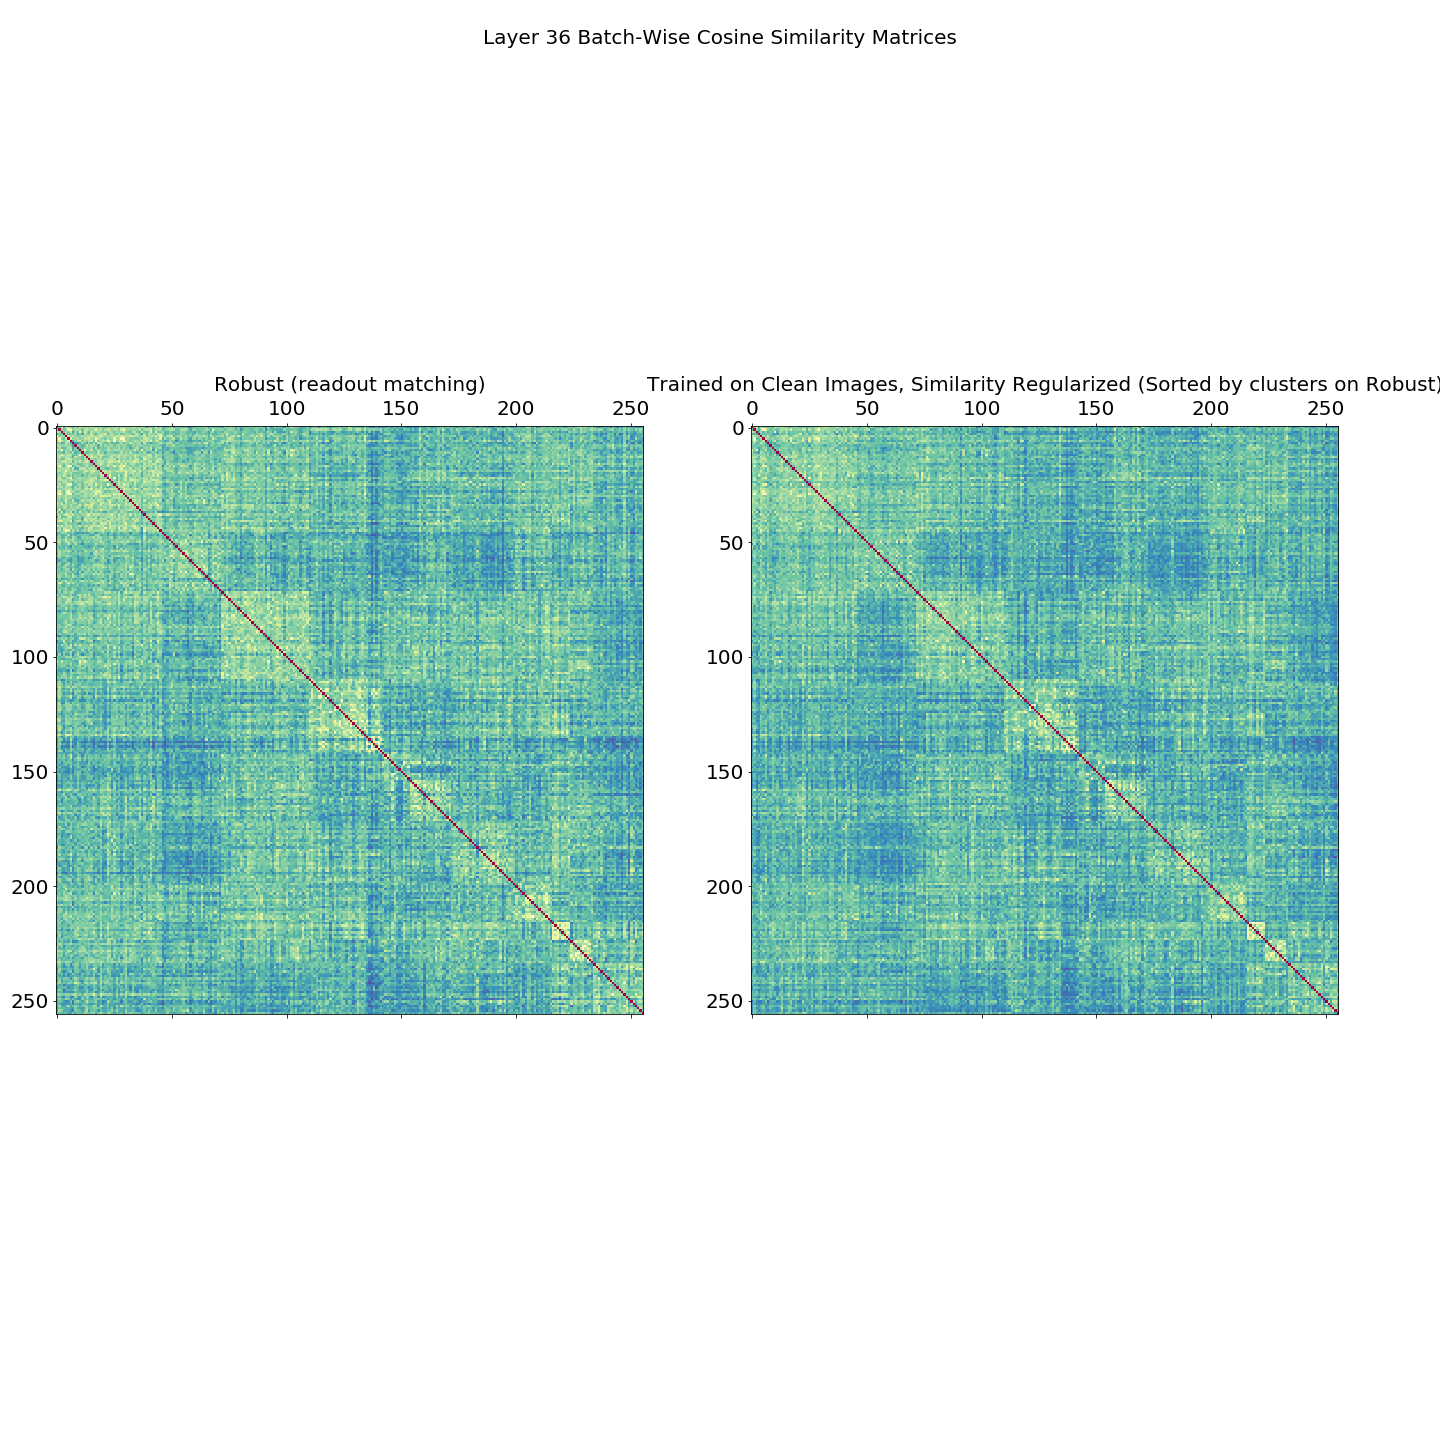 Layer 36 Batch-Wise Cosine Similarity Matrices
Robust (readout matching)
0 50 100 150 200 250
0
50
100
150
200
250
Trained on Clean Images, Similarity Regularized (Sorted by clusters on Robust)
0 50 100 150 200 250
0
50
100
150
200
250